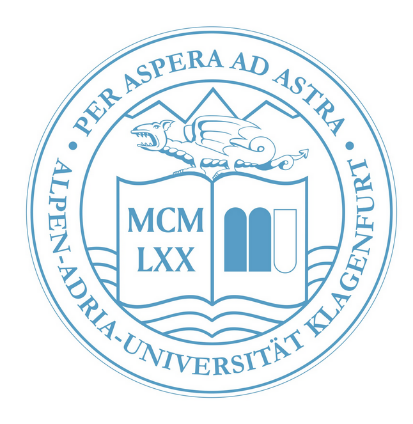 • PER ASPERA AD ASTRA •
MCM
LXX
ALPEN-ADRIA-UNIVERSITÄT KLAGENFURT